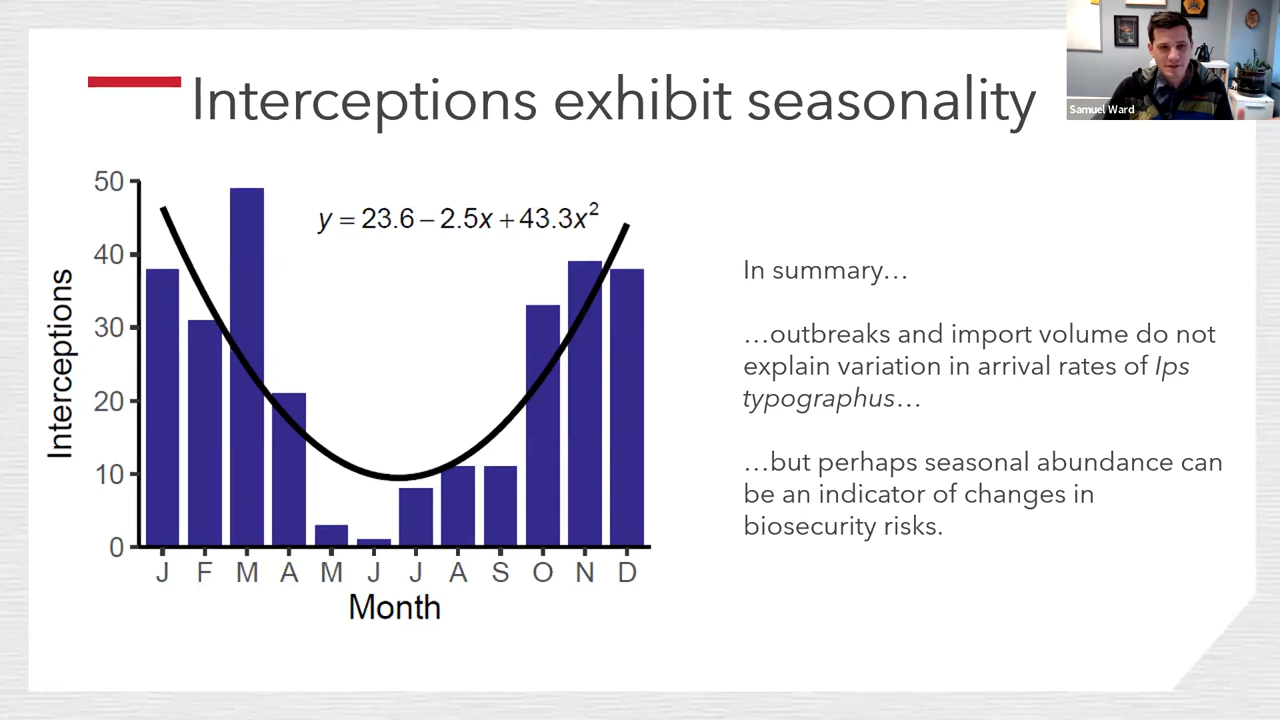 Interceptions exhibit seasonality
Samuel Ward
50
40
30
20
10
0
Interceptions
y = 23.6 − 2.5x + 43.3x²
J F M A M J J A S O N D
Month
In summary…
…outbreaks and import volume do not
explain variation in arrival rates of Ips
typographus…
…but perhaps seasonal abundance can
be an indicator of changes in
biosecurity risks.